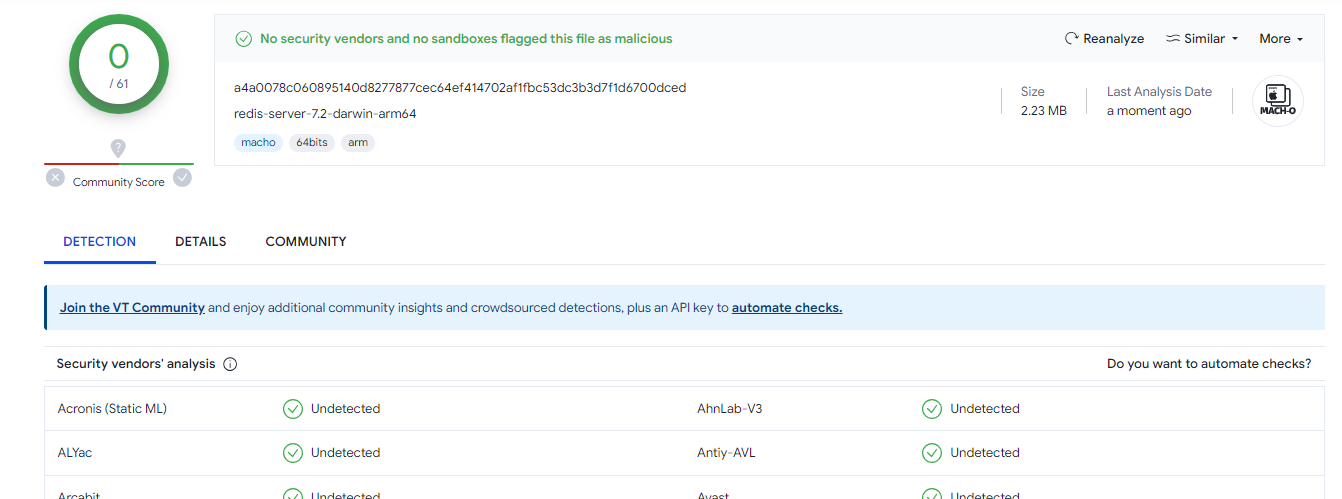 0
/ 61
Community Score
No security vendors and no sandboxes flagged this file as malicious
Reanalyze
Similar
More
a4a0078c060895140d8277877cec64ef414702af1fbc53dc3b3d7f1d6700dced
redis-server-7.2-darwin-arm64
macho
64bits
arm
Size
2.23 MB
Last Analysis Date
a moment ago
MACH-O
DETECTION
DETAILS
COMMUNITY
Join the VT Community and enjoy additional community insights and crowdsourced detections, plus an API key to automate checks.
Security vendors' analysis
Do you want to automate checks?
Acronis (Static ML)
Undetected
AhnLab-V3
Undetected
ALYac
Undetected
Antiy-AVL
Undetected
Arcabit
Undetected
Avast
Undetected